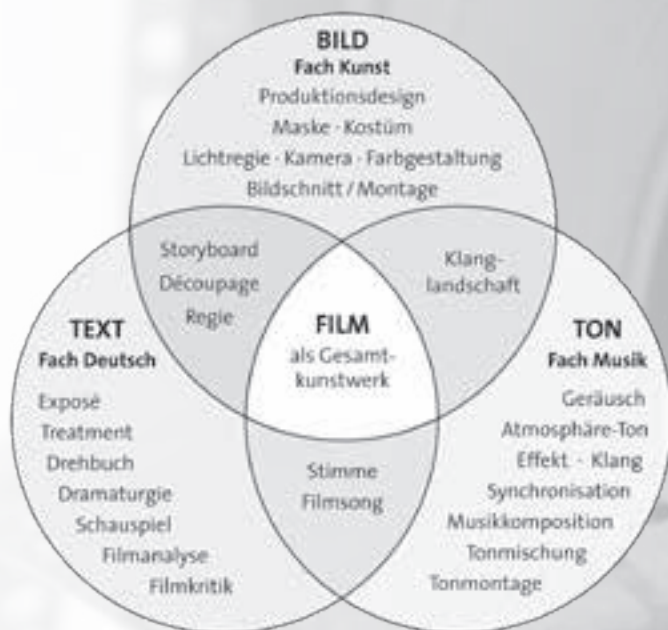 BILD
Fach Kunst
Produktionsdesign
Maske · Kostüm
Lichtregie · Kamera · Farbgestaltung
Bildschnitt / Montage
Storyboard
Découpage
Regie
Klang-
landschaft
FILM
als Gesamt-
kunstwerk
TEXT
Fach Deutsch
Exposé
Treatment
Drehbuch
Dramaturgie
Schauspiel
Filmanalyse
Filmkritik
TON
Fach Musik
Geräusch
Atmosphäre-Ton
Effekt · Klang
Synchronisation
Musikkomposition
Tonmischung
Tonmontage
Stimme
Filmsong